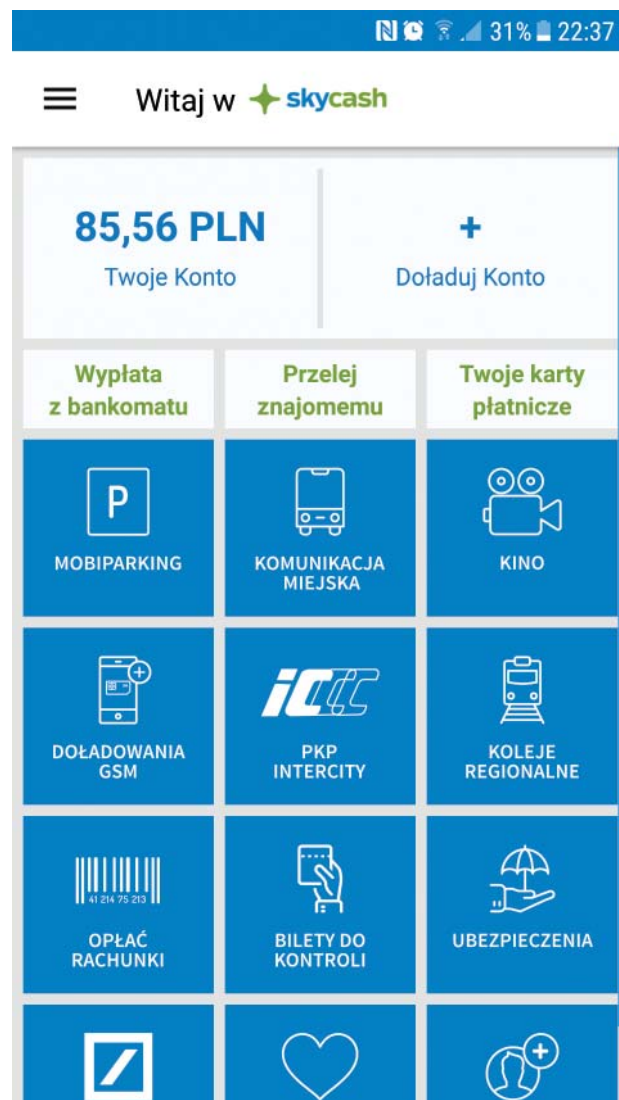 31% 22:37
Witaj w skycash
85,56 PLN
Twoje Konto
+
Doładuj Konto
Wypłata
z bankomatu
Przelej
znajomemu
Twoje karty
płatnicze
P
MOBIPARKING
KOMUNIKACJA
MIEJSKA
KINO
DOŁADOWANIA
GSM
iC
PKP
INTERCITY
KOLEJE
REGIONALNE
41 214 75 213
OPŁAĆ
RACHUNKI
BILETY DO
KONTROLI
UBEZPIECZENIA